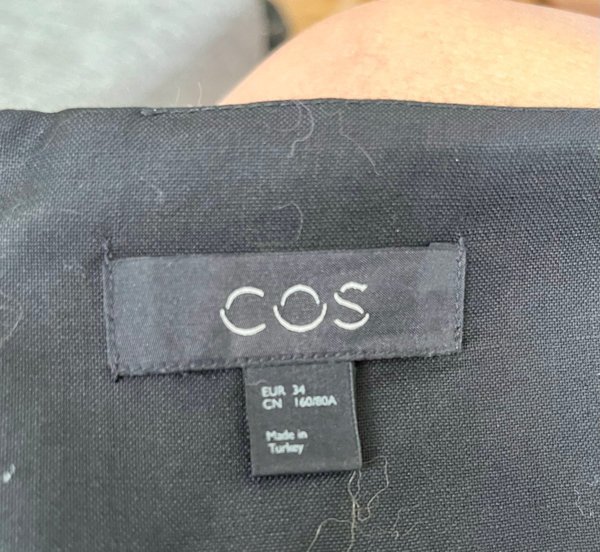 COS
EUR 34
CN 160/80A
Made in
Turkey